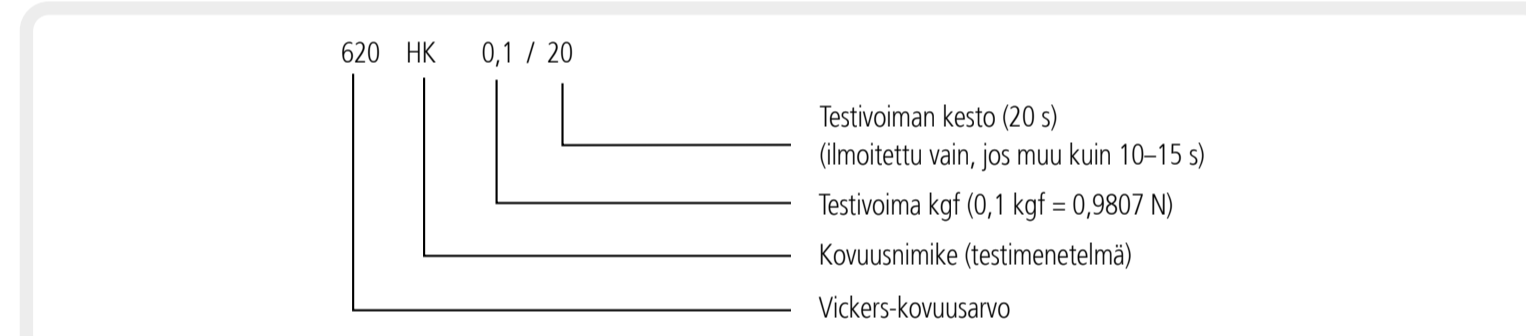 620 HK 0,1 / 20
Testivoiman kesto (20 s)
(ilmoitettu vain, jos muu kuin 10–15 s)
Testivoima kgf (0,1 kgf = 0,9807 N)
Kovuusnimike (testimenetelmä)
Vickers-kovuusarvo